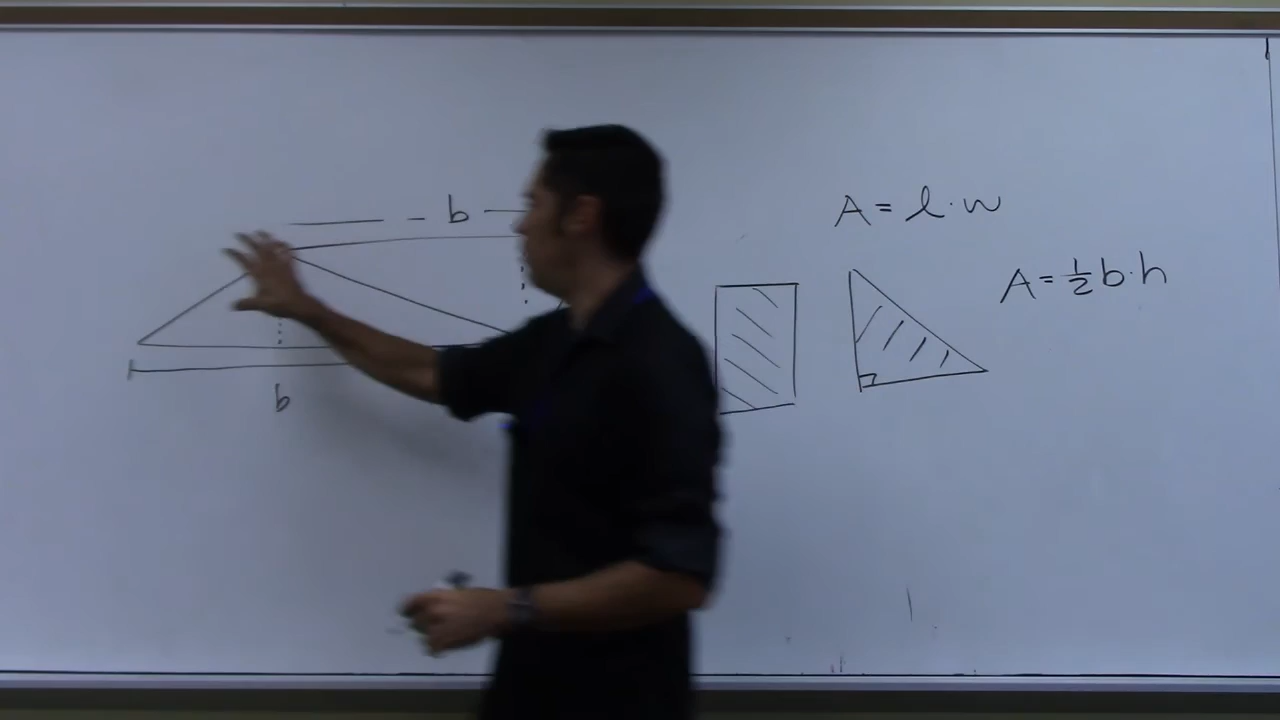 b
b
A = l · w
A = ½ b · h